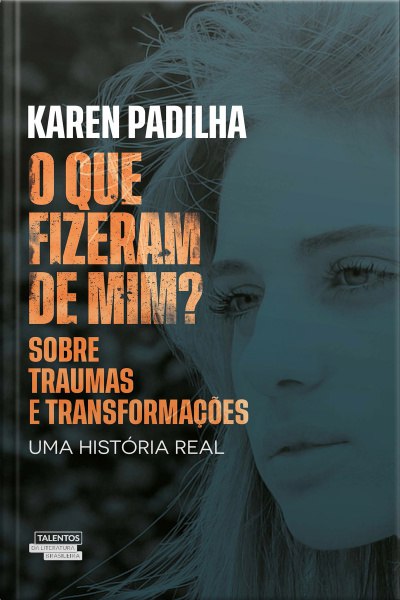 KAREN PADILHA
O QUE
FIZERAM
DE MIM?
SOBRE
TRAUMAS
E TRANSFORMAÇÕES
UMA HISTÓRIA REAL
TALENTOS
DA LITERATURA
BRASILEIRA